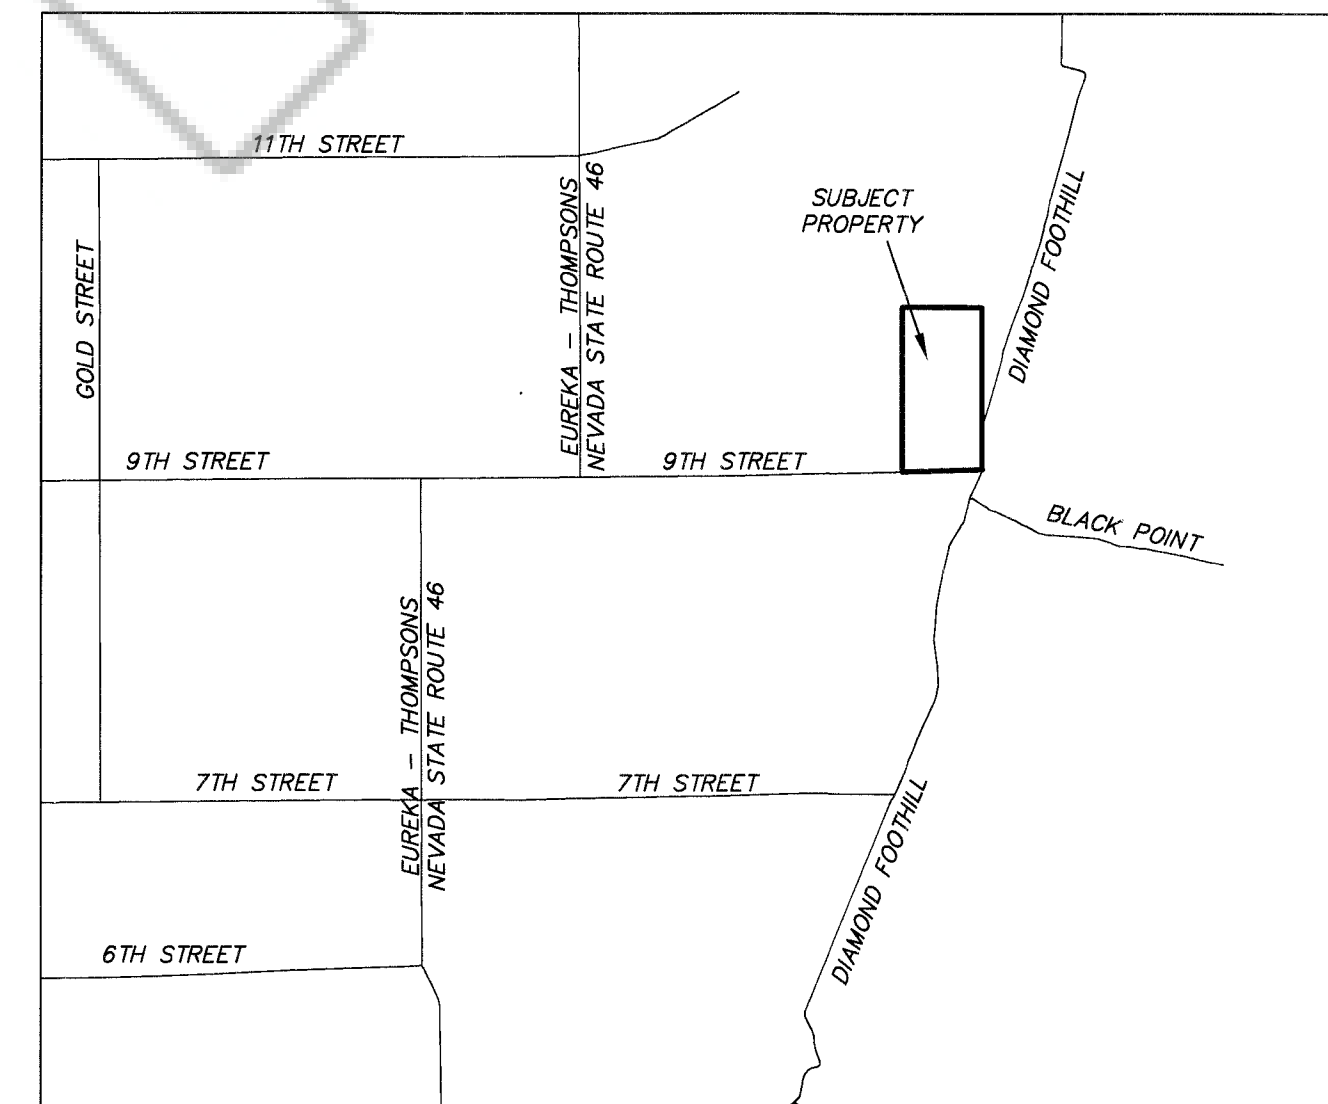 11TH STREET
SUBJECT
PROPERTY
GOLD STREET
EUREKA – THOMPSONS
NEVADA STATE ROUTE 46
DIAMOND FOOTHILL
9TH STREET
9TH STREET
BLACK POINT
EUREKA – THOMPSONS
NEVADA STATE ROUTE 46
7TH STREET
7TH STREET
DIAMOND FOOTHILL
6TH STREET